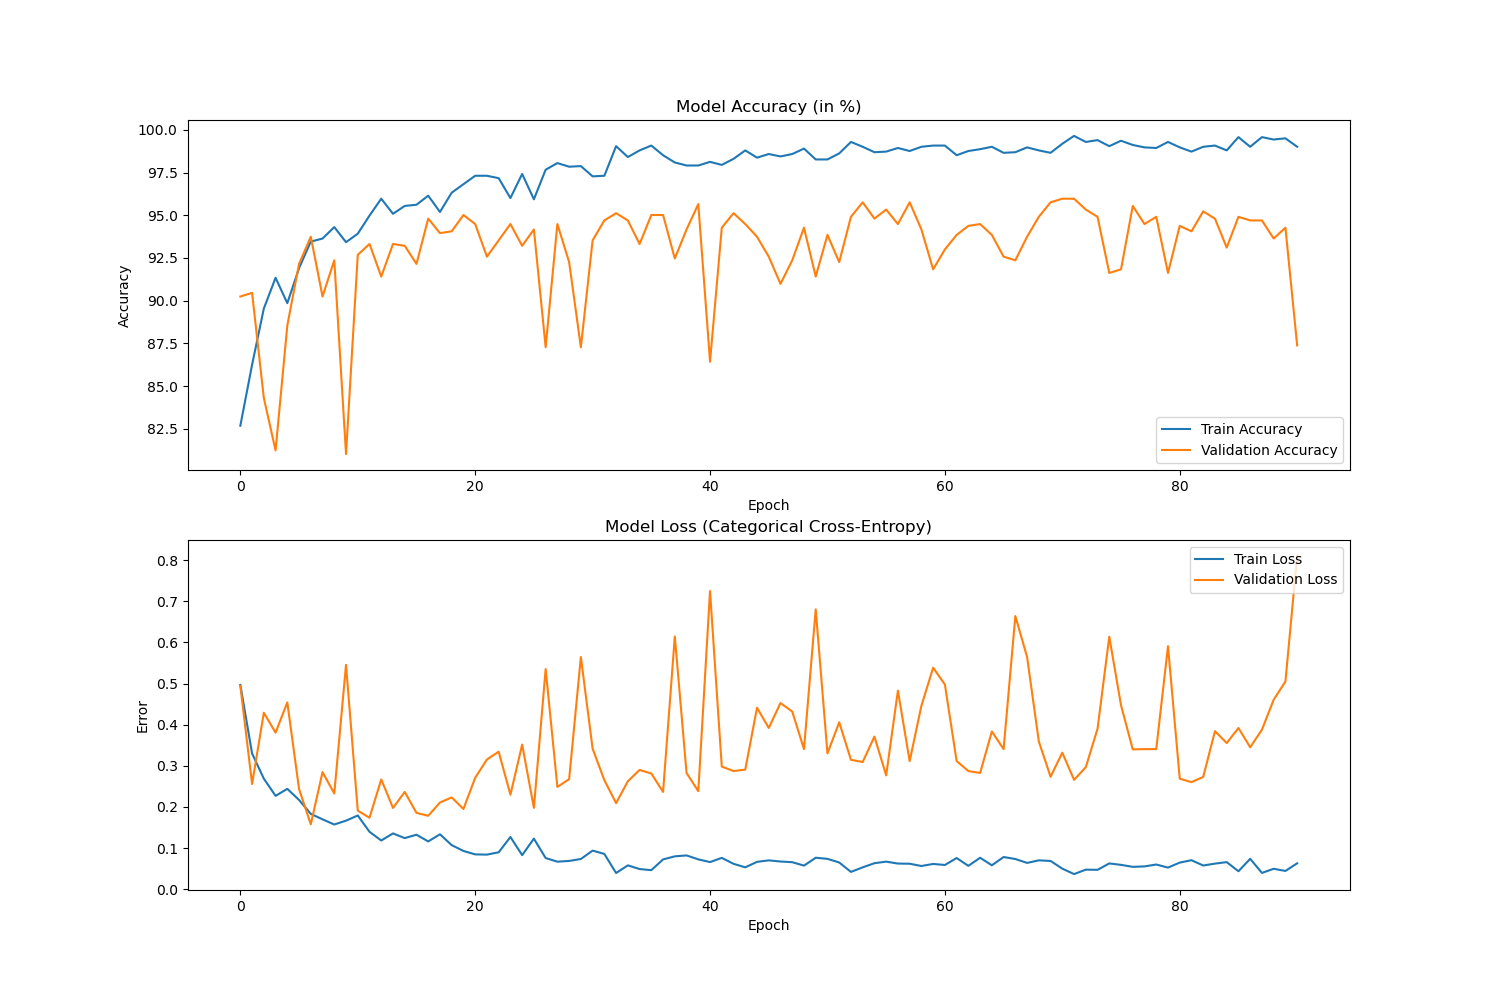 Model Accuracy (in %)
100.0
97.5
95.0
92.5
90.0
87.5
85.0
82.5
Accuracy
Train Accuracy
Validation Accuracy
0 20 40 60 80
Epoch
Model Loss (Categorical Cross-Entropy)
0.8
0.7
0.6
0.5
0.4
0.3
0.2
0.1
0.0
Error
Train Loss
Validation Loss
0 20 40 60 80
Epoch